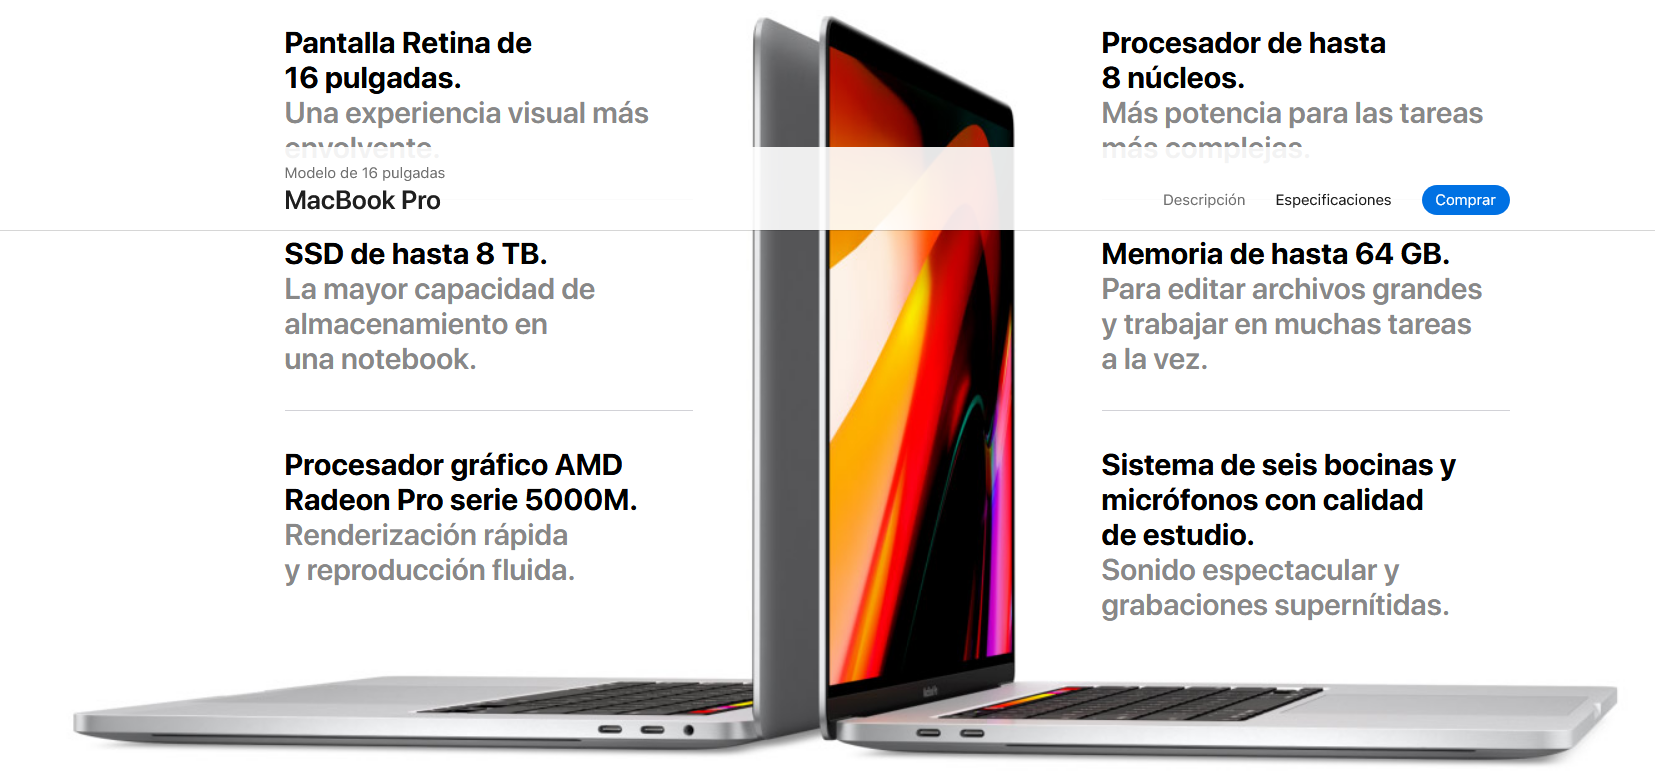 Pantalla Retina de
16 pulgadas.
Una experiencia visual más
envolvente.
Procesador de hasta
8 núcleos.
Más potencia para las tareas
más complejas.
Modelo de 16 pulgadas
MacBook Pro
Descripción
Especificaciones
Comprar
SSD de hasta 8 TB.
La mayor capacidad de
almacenamiento en
una notebook.
Memoria de hasta 64 GB.
Para editar archivos grandes
y trabajar en muchas tareas
a la vez.
Procesador gráfico AMD
Radeon Pro serie 5000M.
Renderización rápida
y reproducción fluida.
Sistema de seis bocinas y
micrófonos con calidad
de estudio.
Sonido espectacular y
grabaciones supernítidas.
MacBook Pro